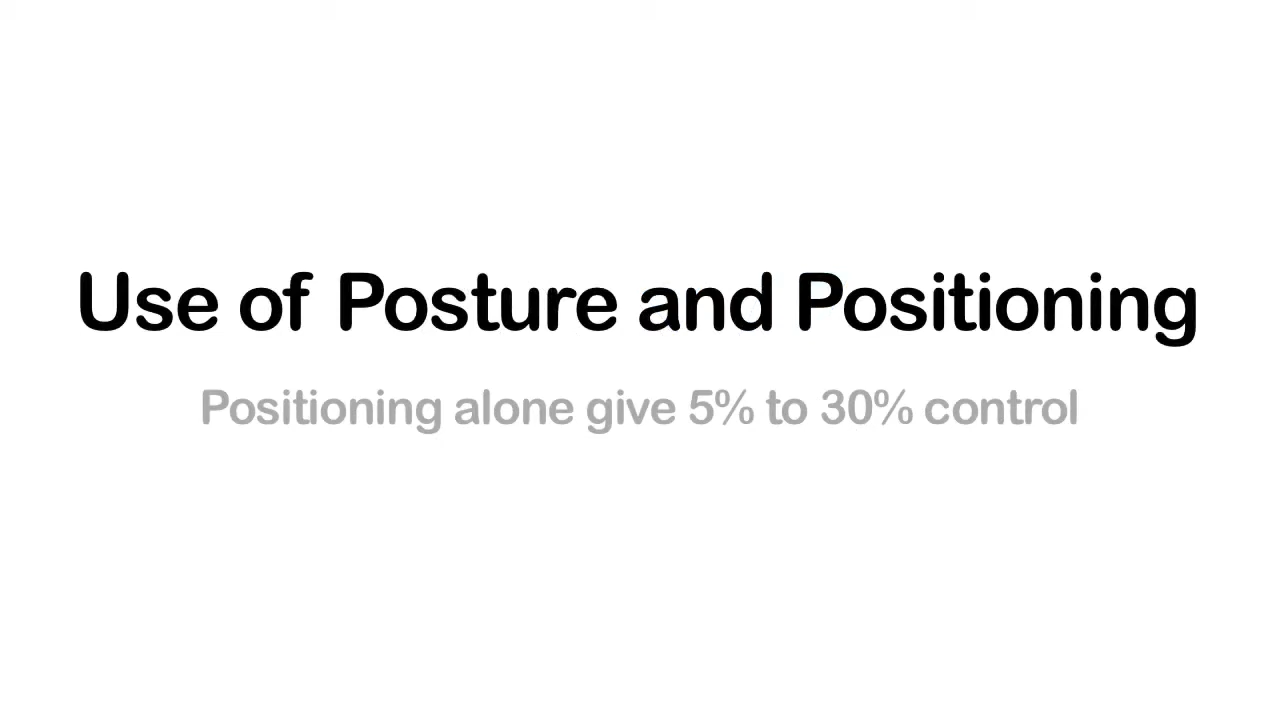 Use of Posture and Positioning
Positioning alone give 5% to 30% control